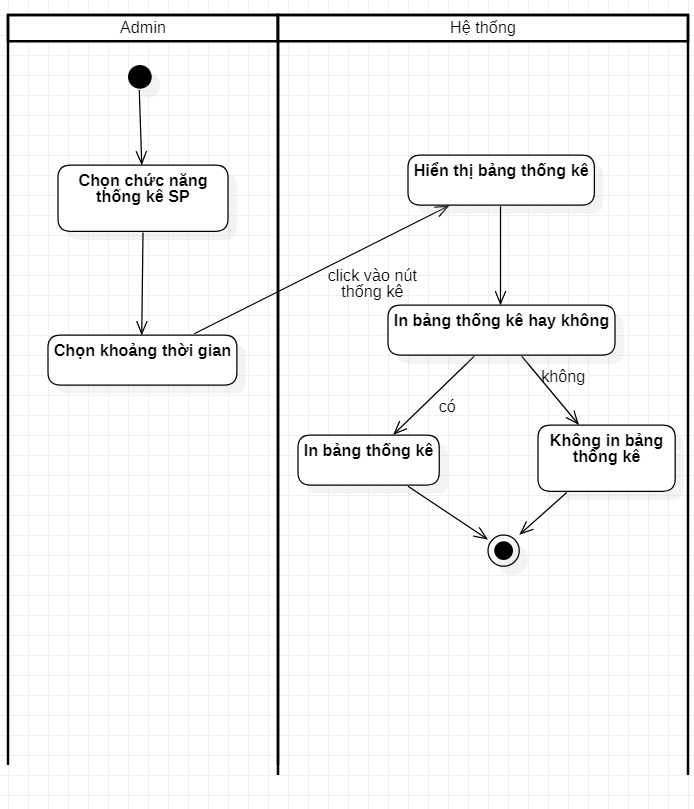 Admin
Hệ thống
Chọn chức năng
thống kê SP
Hiển thị bảng thống kê
click vào nút
thống kê
In bảng thống kê hay không
Chọn khoảng thời gian
không
có
In bảng thống kê
Không in bảng
thống kê